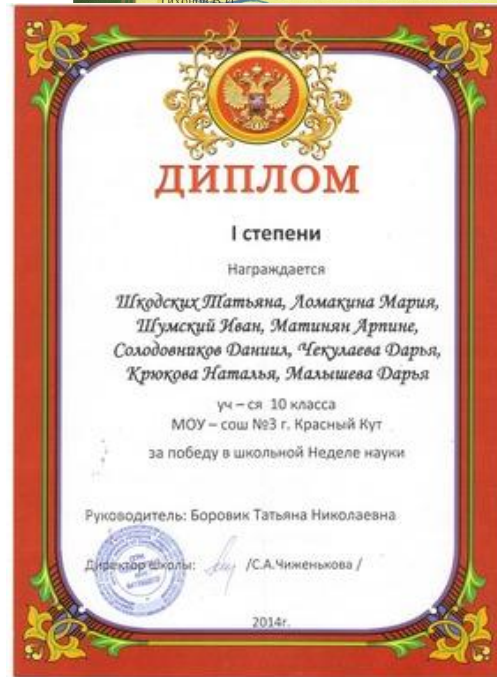 ДИПЛОМ
I степени
Награждается
Шкодских Татьяна, Ломакина Мария,
Шумский Иван, Матинян Арпине,
Солодовников Даниил, Чекулаева Дарья,
Крюкова Наталья, Малышева Дарья
уч – ся 10 класса
МОУ – сош №3 г. Красный Кут
за победу в школьной Неделе науки
Руководитель: Боровик Татьяна Николаевна
Директор школы: /С.А.Чиженькова /
2014г.